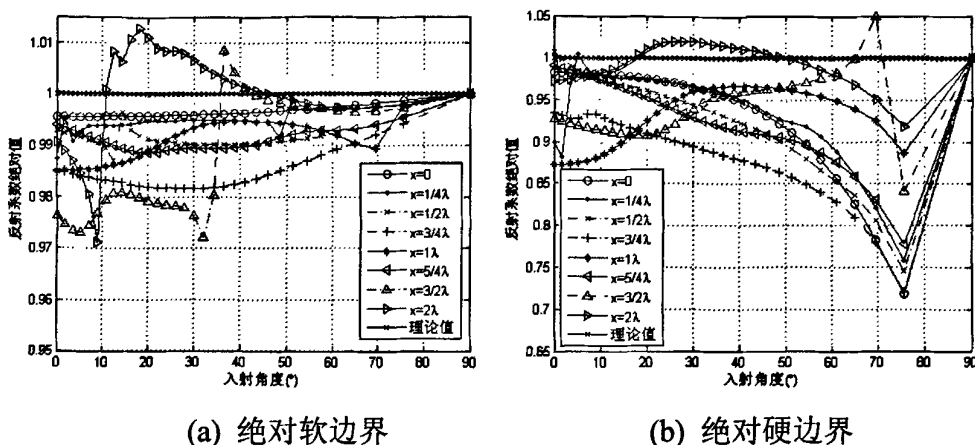 1.01
1
0.99
0.98
0.97
0.96
0.95
反射系数绝对值
x=0
x=1/4λ
x=1/2λ
x=3/4λ
x=1λ
x=5/4λ
x=3/2λ
x=2λ
理论值
0 10 20 30 40 50 60 70 80 90
入射角度(°)
(a) 绝对软边界
1.05
1
0.95
0.9
0.85
0.8
0.75
0.7
0.65
反射系数绝对值
x=0
x=1/4λ
x=1/2λ
x=3/4λ
x=1λ
x=5/4λ
x=3/2λ
x=2λ
理论值
0 10 20 30 40 50 60 70 80 90
入射角度(°)
(b) 绝对硬边界